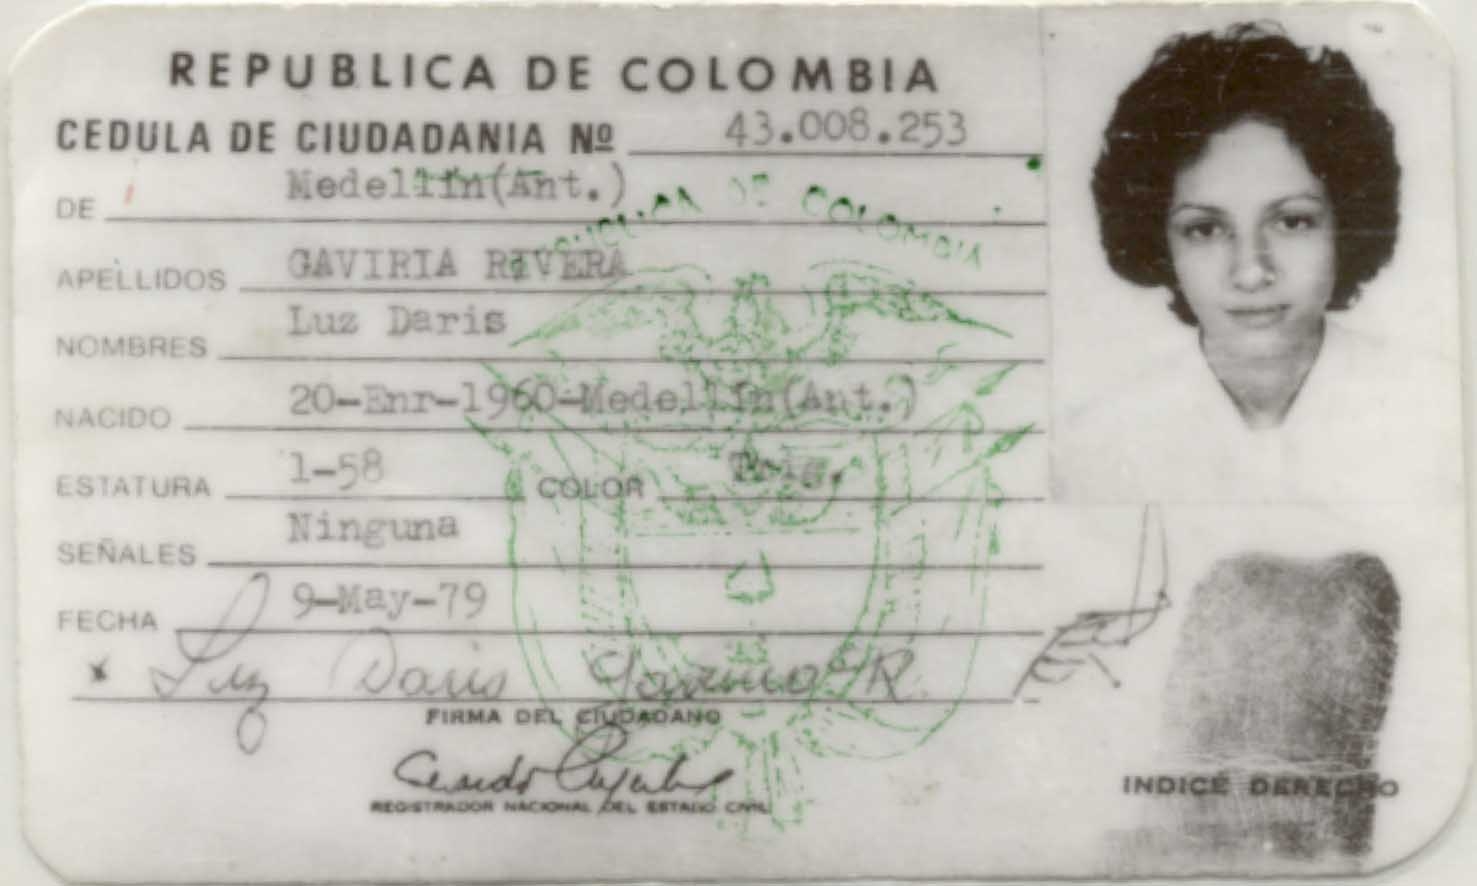 REPUBLICA DE COLOMBIA
CEDULA DE CIUDADANIA Nº 43.008.253
DE Medellín(Ant.)
REPUBLICA DE COLOMBIA
APELLIDOS GAVIRIA RIVERA
NOMBRES Luz Daris
NACIDO 20-Enr-1960-Medellín(Ant.)
ESTATURA 1-58 COLOR Trig.
SEÑALES Ninguna
FECHA 9-May-79
Luz Daris Gaviria R
FIRMA DEL CIUDADANO
REGISTRADOR NACIONAL DEL ESTADO CIVIL
INDICE DERECHO